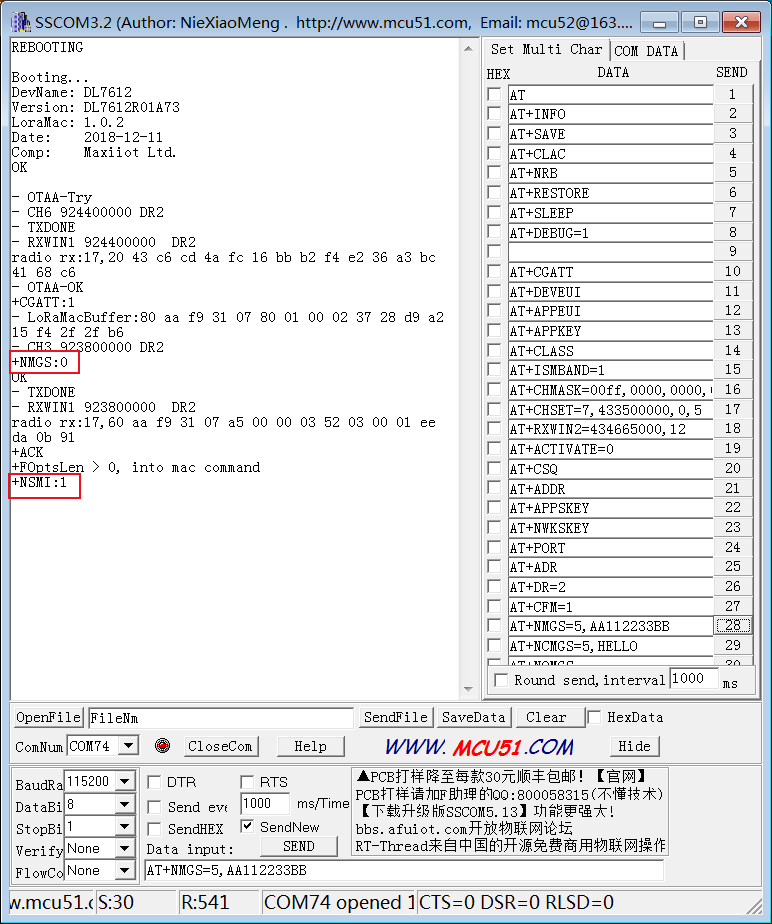 SSCOM3.2 (Author: NieXiaoMeng .  http://www.mcu51.com,  Email: mcu52@163....
REBOOTING
Booting...
DevName: DL7612
Version: DL7612R01A73
LoraMac: 1.0.2
Date:    2018-12-11
Comp:    Maxiiot Ltd.
OK
- OTAA-Try
- CH6 924400000 DR2
- TXDONE
- RXWIN1 924400000  DR2
radio rx:17,20 43 c6 cd 4a fc 16 bb b2 f4 e2 36 a3 bc
41 68 c6
- OTAA-OK
+CGATT:1
- LoRaMacBuffer:80 aa f9 31 07 80 01 00 02 37 28 d9 a2
15 f4 2f 2f b6
- CH3 923800000 DR2
+NMGS:0
OK
- TXDONE
- RXWIN1 923800000  DR2
radio rx:17,60 aa f9 31 07 a5 00 00 03 52 03 00 01 ee
da 0b 91
+ACK
+FOptsLen > 0, into mac command
+NSMI:1
Set Multi Char
COM DATA
HEX DATA SEND
AT 1
AT+INFO 2
AT+SAVE 3
AT+CLAC 4
AT+NRB 5
AT+RESTORE 6
AT+SLEEP 7
AT+DEBUG=1 8
9
AT+CGATT 10
AT+DEVEUI 11
AT+APPEUI 12
AT+APPKEY 13
AT+CLASS 14
AT+ISMBAND=1 15
AT+CHMASK=00ff,0000,0000, 16
AT+CHSET=7,433500000,0,5 17
AT+RXWIN2=434665000,12 18
AT+ACTIVATE=0 19
AT+CSQ 20
AT+ADDR 21
AT+APPSKEY 22
AT+NWKSKEY 23
AT+PORT 24
AT+ADR 25
AT+DR=2 26
AT+CFM=1 27
AT+NMGS=5,AA112233BB 28
AT+NCMGS=5,HELLO 29
Round send,interval 1000 ms
OpenFile FileNm SendFile SaveData Clear HexData
ComNum COM74 CloseCom Help WWW.MCU51.COM Hide
BaudRa 115200 DTR RTS
DataBi 8 Send eve 1000 ms/Time
StopBi 1 SendHEX SendNew
Verify None Data input: SEND
FlowCo None AT+NMGS=5,AA112233BB
▲PCB打样降至每款30元顺丰包邮!【官网】
PCB打样请加F助理的QQ:800058315(不懂技术)
【下载升级版SSCOM5.13】功能更强大!
bbs.afuiot.com开放物联网论坛
RT-Thread来自中国的开源免费商用物联网操作
w.mcu51.c S:30 R:541 COM74 opened 1 CTS=0 DSR=0 RLSD=0